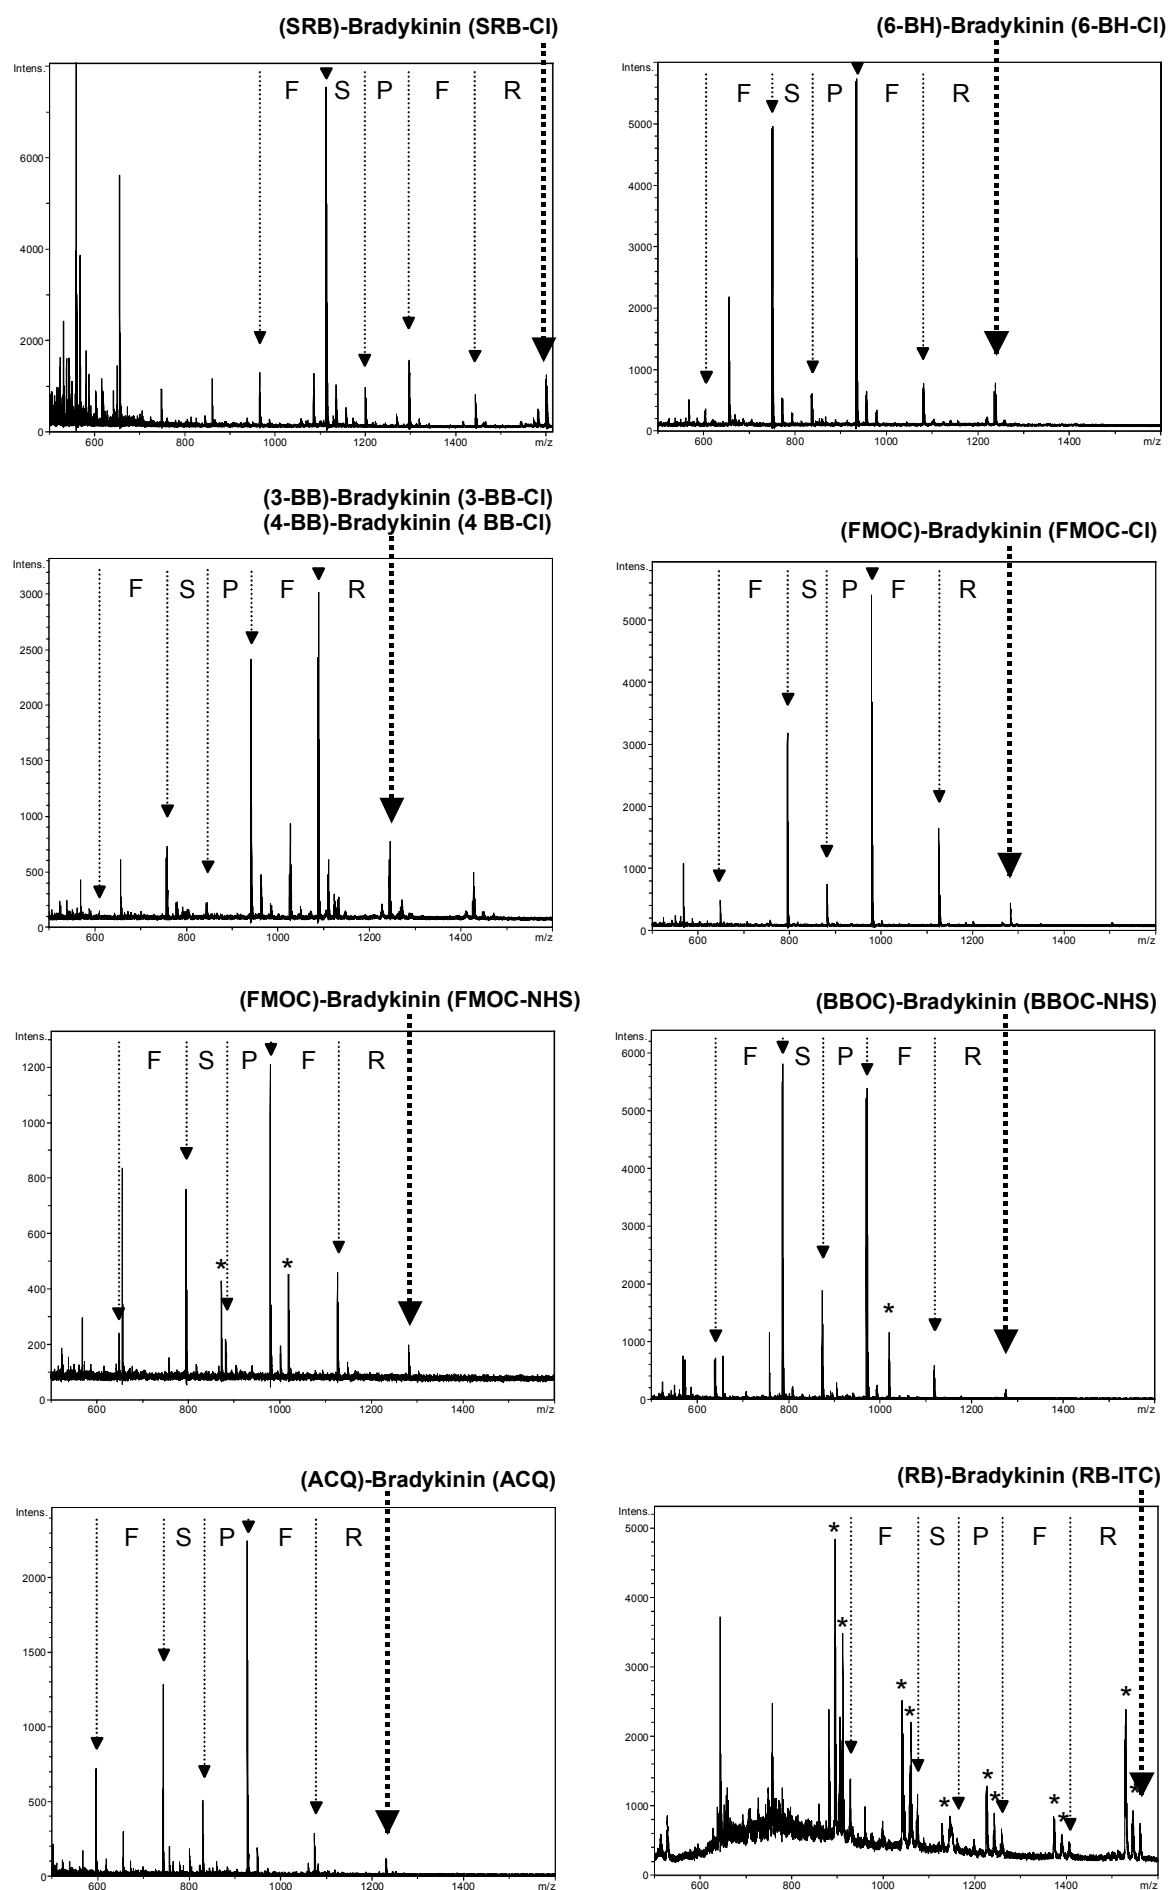 (SRB)-Bradykinin (SRB-Cl)
Intens.
F S P F R
6000
4000
2000
0
600 800 1000 1200 1400 m/z
(6-BH)-Bradykinin (6-BH-Cl)
Intens.
F S P F R
5000
4000
3000
2000
1000
0
600 800 1000 1200 1400 m/z
(3-BB)-Bradykinin (3-BB-Cl)
(4-BB)-Bradykinin (4 BB-Cl)
Intens.
F S P F R
3000
2500
2000
1500
1000
500
0
600 800 1000 1200 1400 m/z
(FMOC)-Bradykinin (FMOC-Cl)
Intens.
F S P F R
5000
4000
3000
2000
1000
0
600 800 1000 1200 1400 m/z
(FMOC)-Bradykinin (FMOC-NHS)
Intens.
F S P F R
1200
1000
800
600
* *
400
200
0
600 800 1000 1200 1400 m/z
(BBOC)-Bradykinin (BBOC-NHS)
Intens.
F S P F R
6000
5000
4000
3000
2000
*
1000
0
600 800 1000 1200 1400 m/z
(ACQ)-Bradykinin (ACQ)
Intens.
F S P F R
2000
1500
1000
500
0
600 800 1000 1200 1400 m/z
(RB)-Bradykinin (RB-ITC)
Intens.
* F S P F R
5000
4000
*
3000
* * *
2000
* * * * * *
1000
0
600 800 1000 1200 1400 m/z